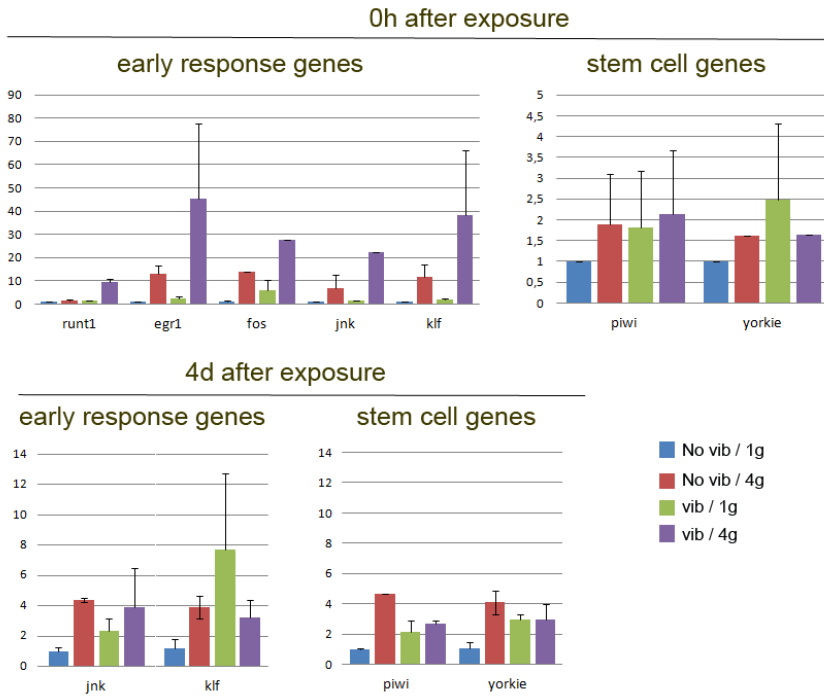 0h after exposure
early response genes
stem cell genes
90
80
70
60
50
40
30
20
10
0
runt1 egr1 fos jnk klf
5
4,5
3,5
4
3,5
2,5
2
1,5
1
2,5
0
piwi yorkie
4d after exposure
early response genes
stem cell genes
14
12
10
8
6
4
2
0
jnk klf
14
12
10
8
6
4
2
0
piwi yorkie
No vib / 1g
No vib / 4g
vib / 1g
vib / 4g